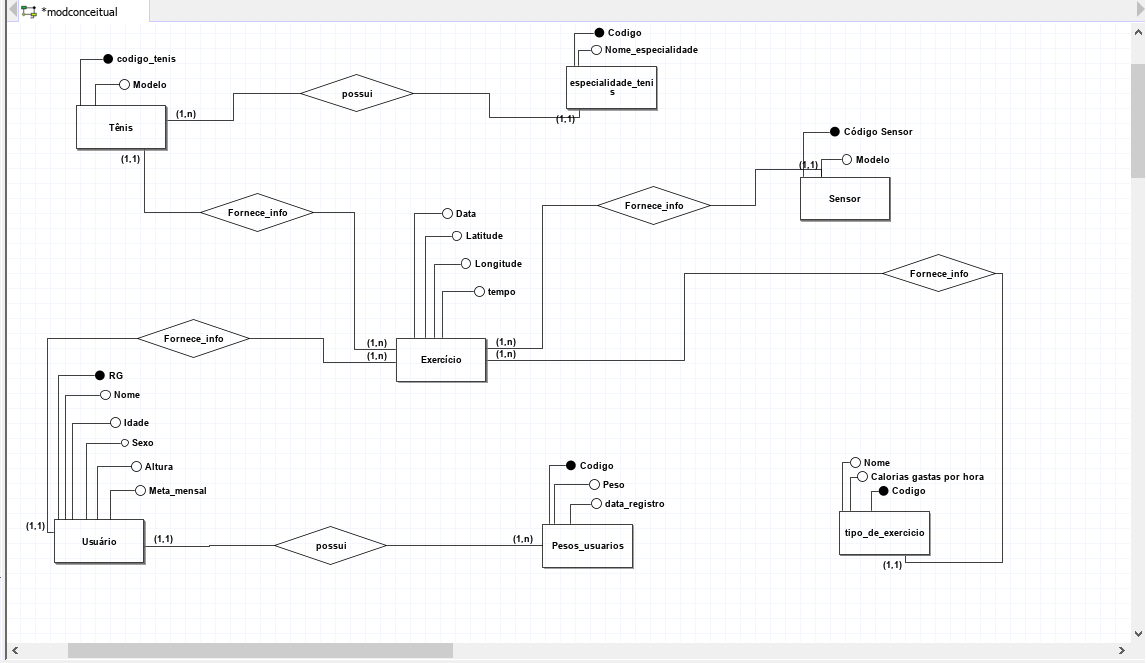 *modconceitual
Codigo
Nome_especialidade
codigo_tenis
Modelo
especialidade_teni
s
possui
(1,n)
(1,1)
Tênis
Código Sensor
(1,1)
Modelo
(1,1)
Sensor
Fornece_info
Fornece_info
Data
Latitude
Longitude
tempo
Fornece_info
Fornece_info
(1,n)
(1,n)
(1,n)
(1,n)
Exercício
RG
Nome
Idade
Sexo
Altura
Meta_mensal
(1,1)
Usuário
(1,1)
possui
(1,n)
Codigo
Peso
data_registro
Pesos_usuarios
Nome
Calorias gastas por hora
Codigo
tipo_de_exercicio
(1,1)